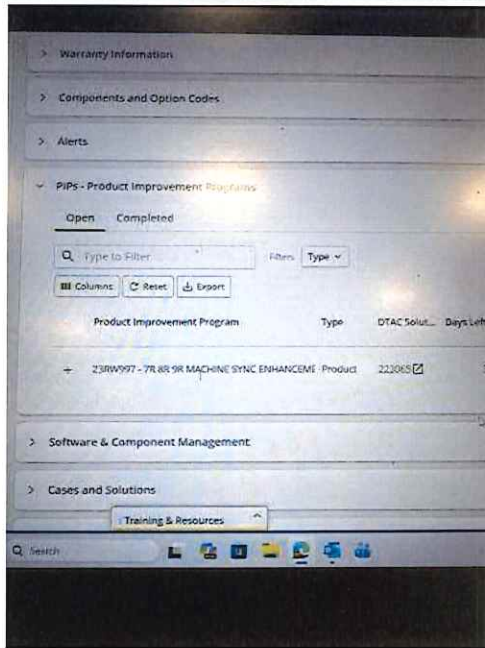 Warranty Information
Components and Option Codes
Alerts
PIPs - Product Improvement Programs
Open Completed
Type to Filter Filters Type
Columns Reset Export
Product Improvement Program Type DTAC Solut... Days Left
+ 23RW997 - 7R 8R 9R MACHINE SYNC ENHANCEME Product
Software & Component Management
Cases and Solutions
Training & Resources
Search